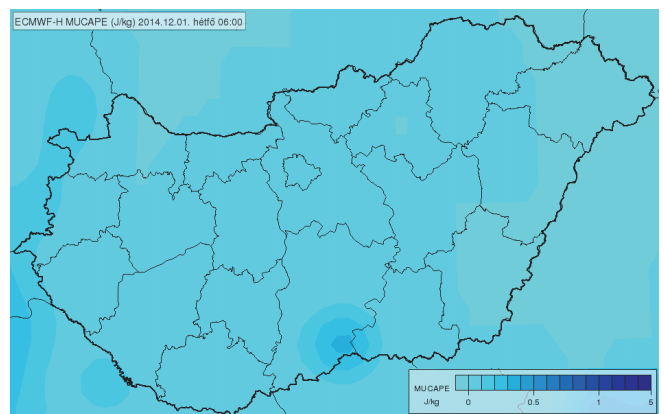 ECMWF-H MUCAPE (J/kg) 2014.12.01. hétfő 06:00
MUCAPE
J/kg
0 0.5 1 5